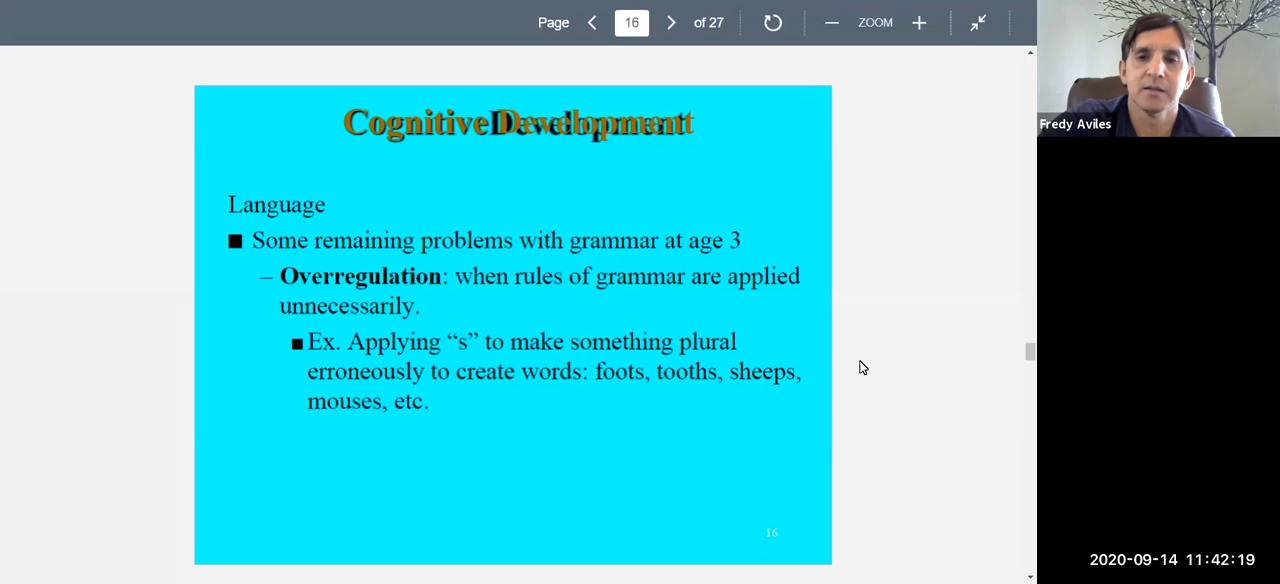 Page 16 of 27 ZOOM
Fredy Aviles
Cognitive Development
Language
■ Some remaining problems with grammar at age 3
– Overregulation: when rules of grammar are applied
unnecessarily.
■ Ex. Applying “s” to make something plural
erroneously to create words: foots, tooths, sheeps,
mouses, etc.
16
2020-09-14 11:42:19